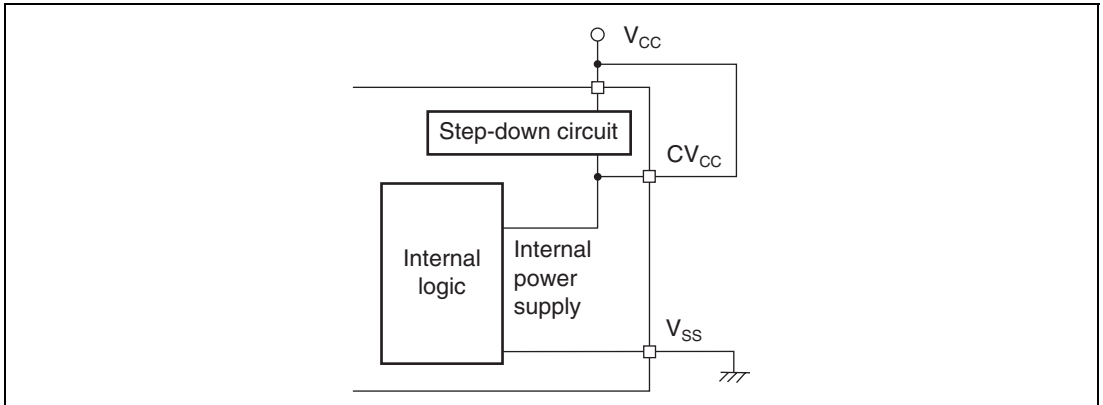 VCC
Step-down circuit
CVCC
Internal
logic
Internal
power
supply
VSS